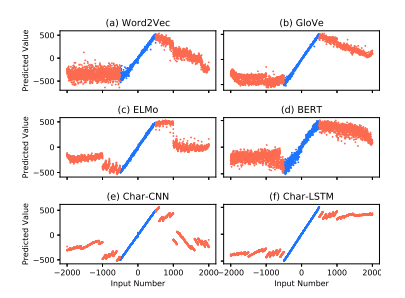 (a) Word2Vec
(b) GloVe
Predicted Value
500
0
−500
(c) ELMo
(d) BERT
Predicted Value
500
0
−500
(e) Char-CNN
(f) Char-LSTM
Predicted Value
500
0
−500
−2000 −1000 0 1000 2000
−2000 −1000 0 1000 2000
Input Number
Input Number